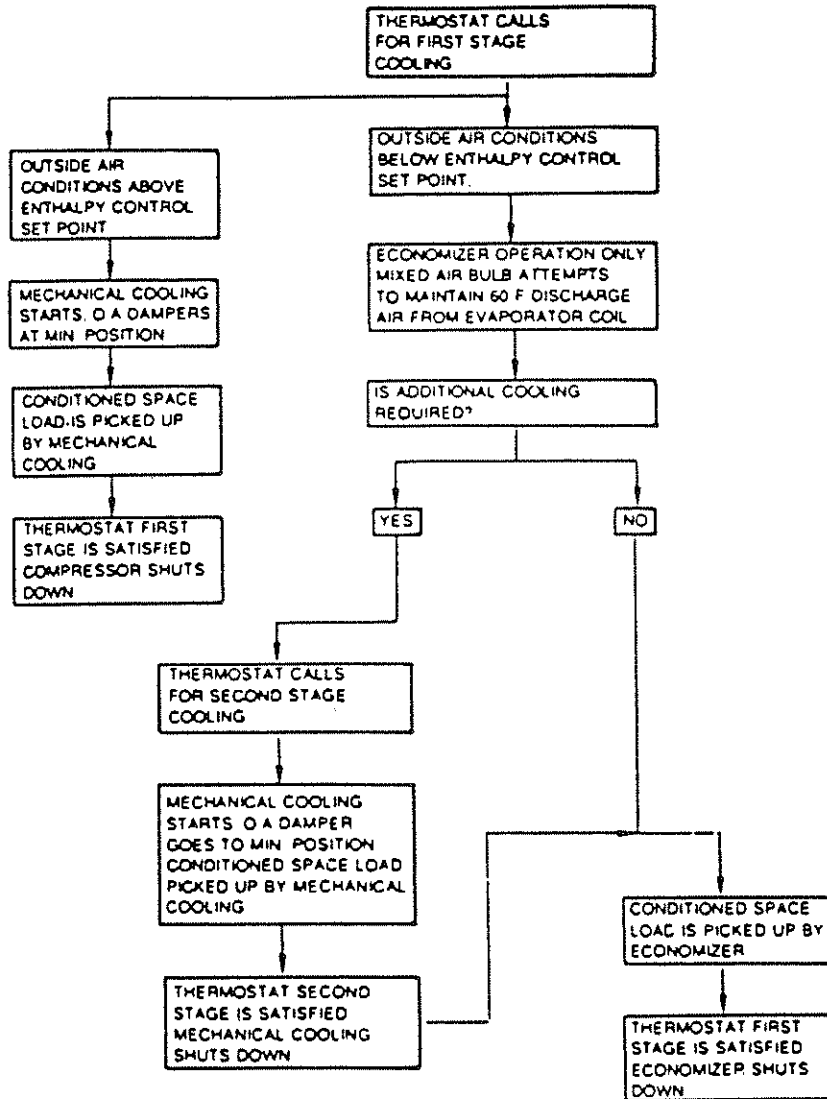 THERMOSTAT CALLS
FOR FIRST STAGE
COOLING
OUTSIDE AIR
CONDITIONS ABOVE
ENTHALPY CONTROL
SET POINT
OUTSIDE AIR CONDITIONS
BELOW ENTHALPY CONTROL
SET POINT.
MECHANICAL COOLING
STARTS. O A DAMPERS
AT MIN. POSITION
ECONOMIZER OPERATION ONLY
MIXED AIR BULB ATTEMPTS
TO MAINTAIN 60 F DISCHARGE
AIR FROM EVAPORATOR COIL
CONDITIONED SPACE
LOAD IS PICKED UP
BY MECHANICAL
COOLING
IS ADDITIONAL COOLING
REQUIRED?
THERMOSTAT FIRST
STAGE IS SATISFIED
COMPRESSOR SHUTS
DOWN
YES
NO
THERMOSTAT CALLS
FOR SECOND STAGE
COOLING
MECHANICAL COOLING
STARTS. O A DAMPER
GOES TO MIN. POSITION
CONDITIONED SPACE LOAD
PICKED UP BY MECHANICAL
COOLING
CONDITIONED SPACE
LOAD IS PICKED UP BY
ECONOMIZER
THERMOSTAT SECOND
STAGE IS SATISFIED
MECHANICAL COOLING
SHUTS DOWN
THERMOSTAT FIRST
STAGE IS SATISFIED
ECONOMIZER SHUTS
DOWN